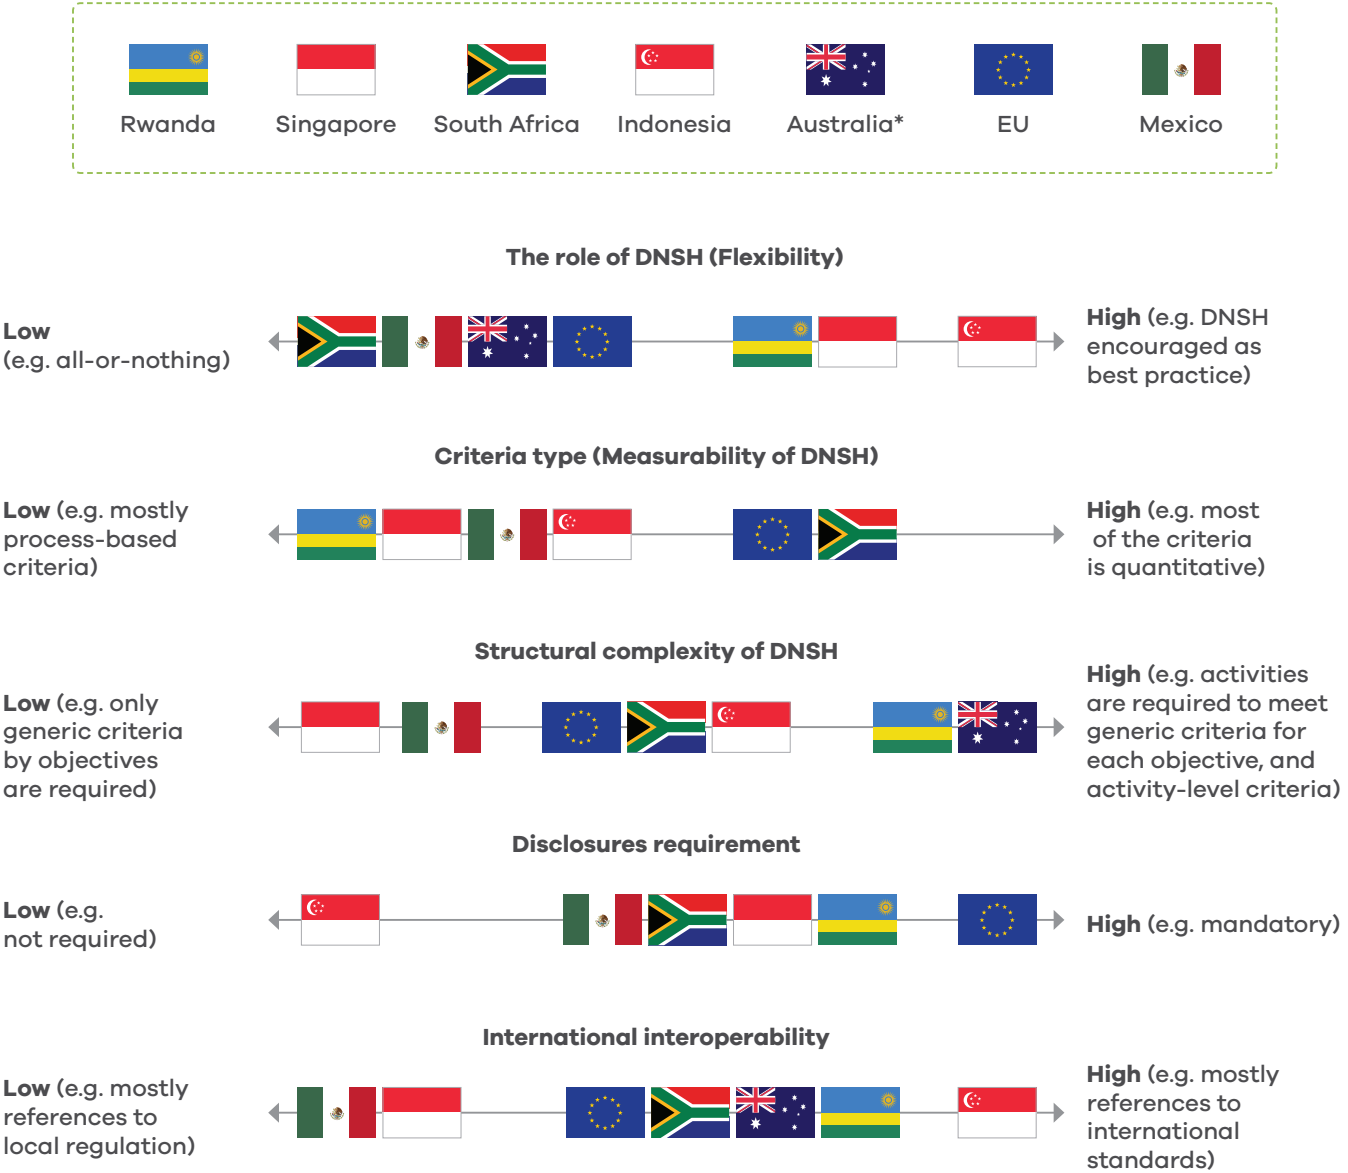 Rwanda
Singapore
South Africa
Indonesia
Australia*
EU
Mexico
The role of DNSH (Flexibility)
Low
(e.g. all-or-nothing)
High (e.g. DNSH
encouraged as
best practice)
Criteria type (Measurability of DNSH)
Low (e.g. mostly
process-based
criteria)
High (e.g. most
of the criteria
is quantitative)
Structural complexity of DNSH
Low (e.g. only
generic criteria
by objectives
are required)
High (e.g. activities
are required to meet
generic criteria for
each objective, and
activity-level criteria)
Disclosures requirement
Low (e.g.
not required)
High (e.g. mandatory)
International interoperability
Low (e.g. mostly
references to
local regulation)
High (e.g. mostly
references to
international
standards)